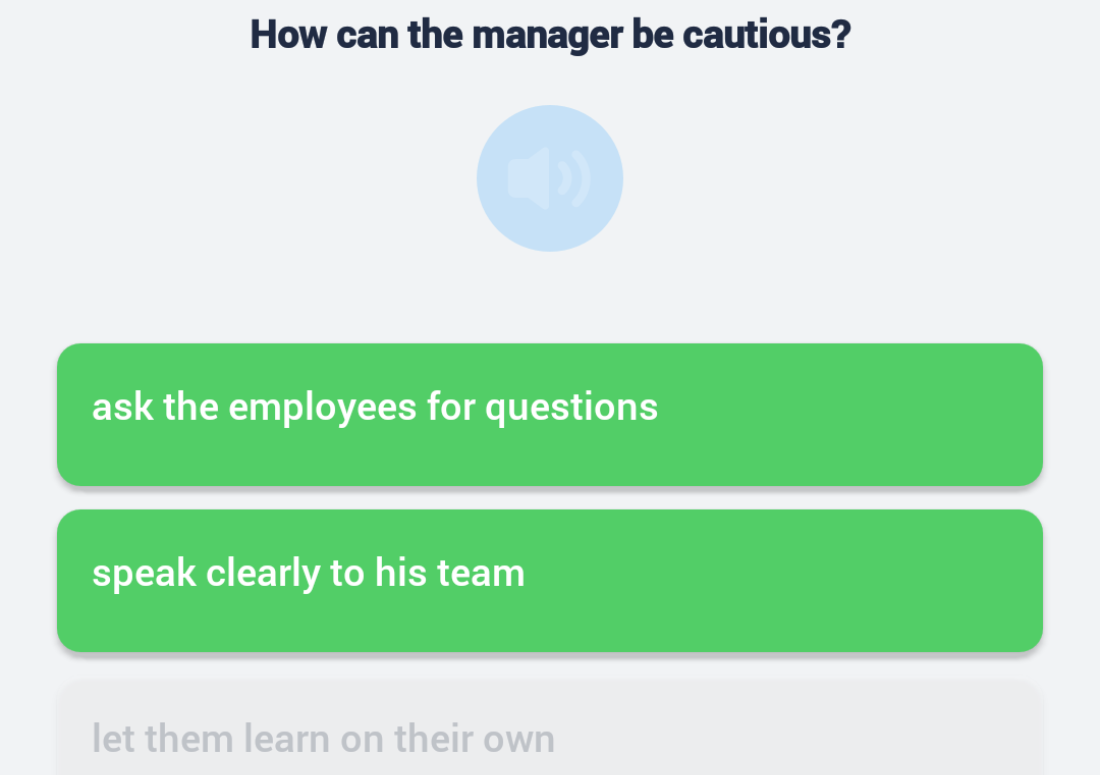 How can the manager be cautious?
ask the employees for questions
speak clearly to his team
let them learn on their own